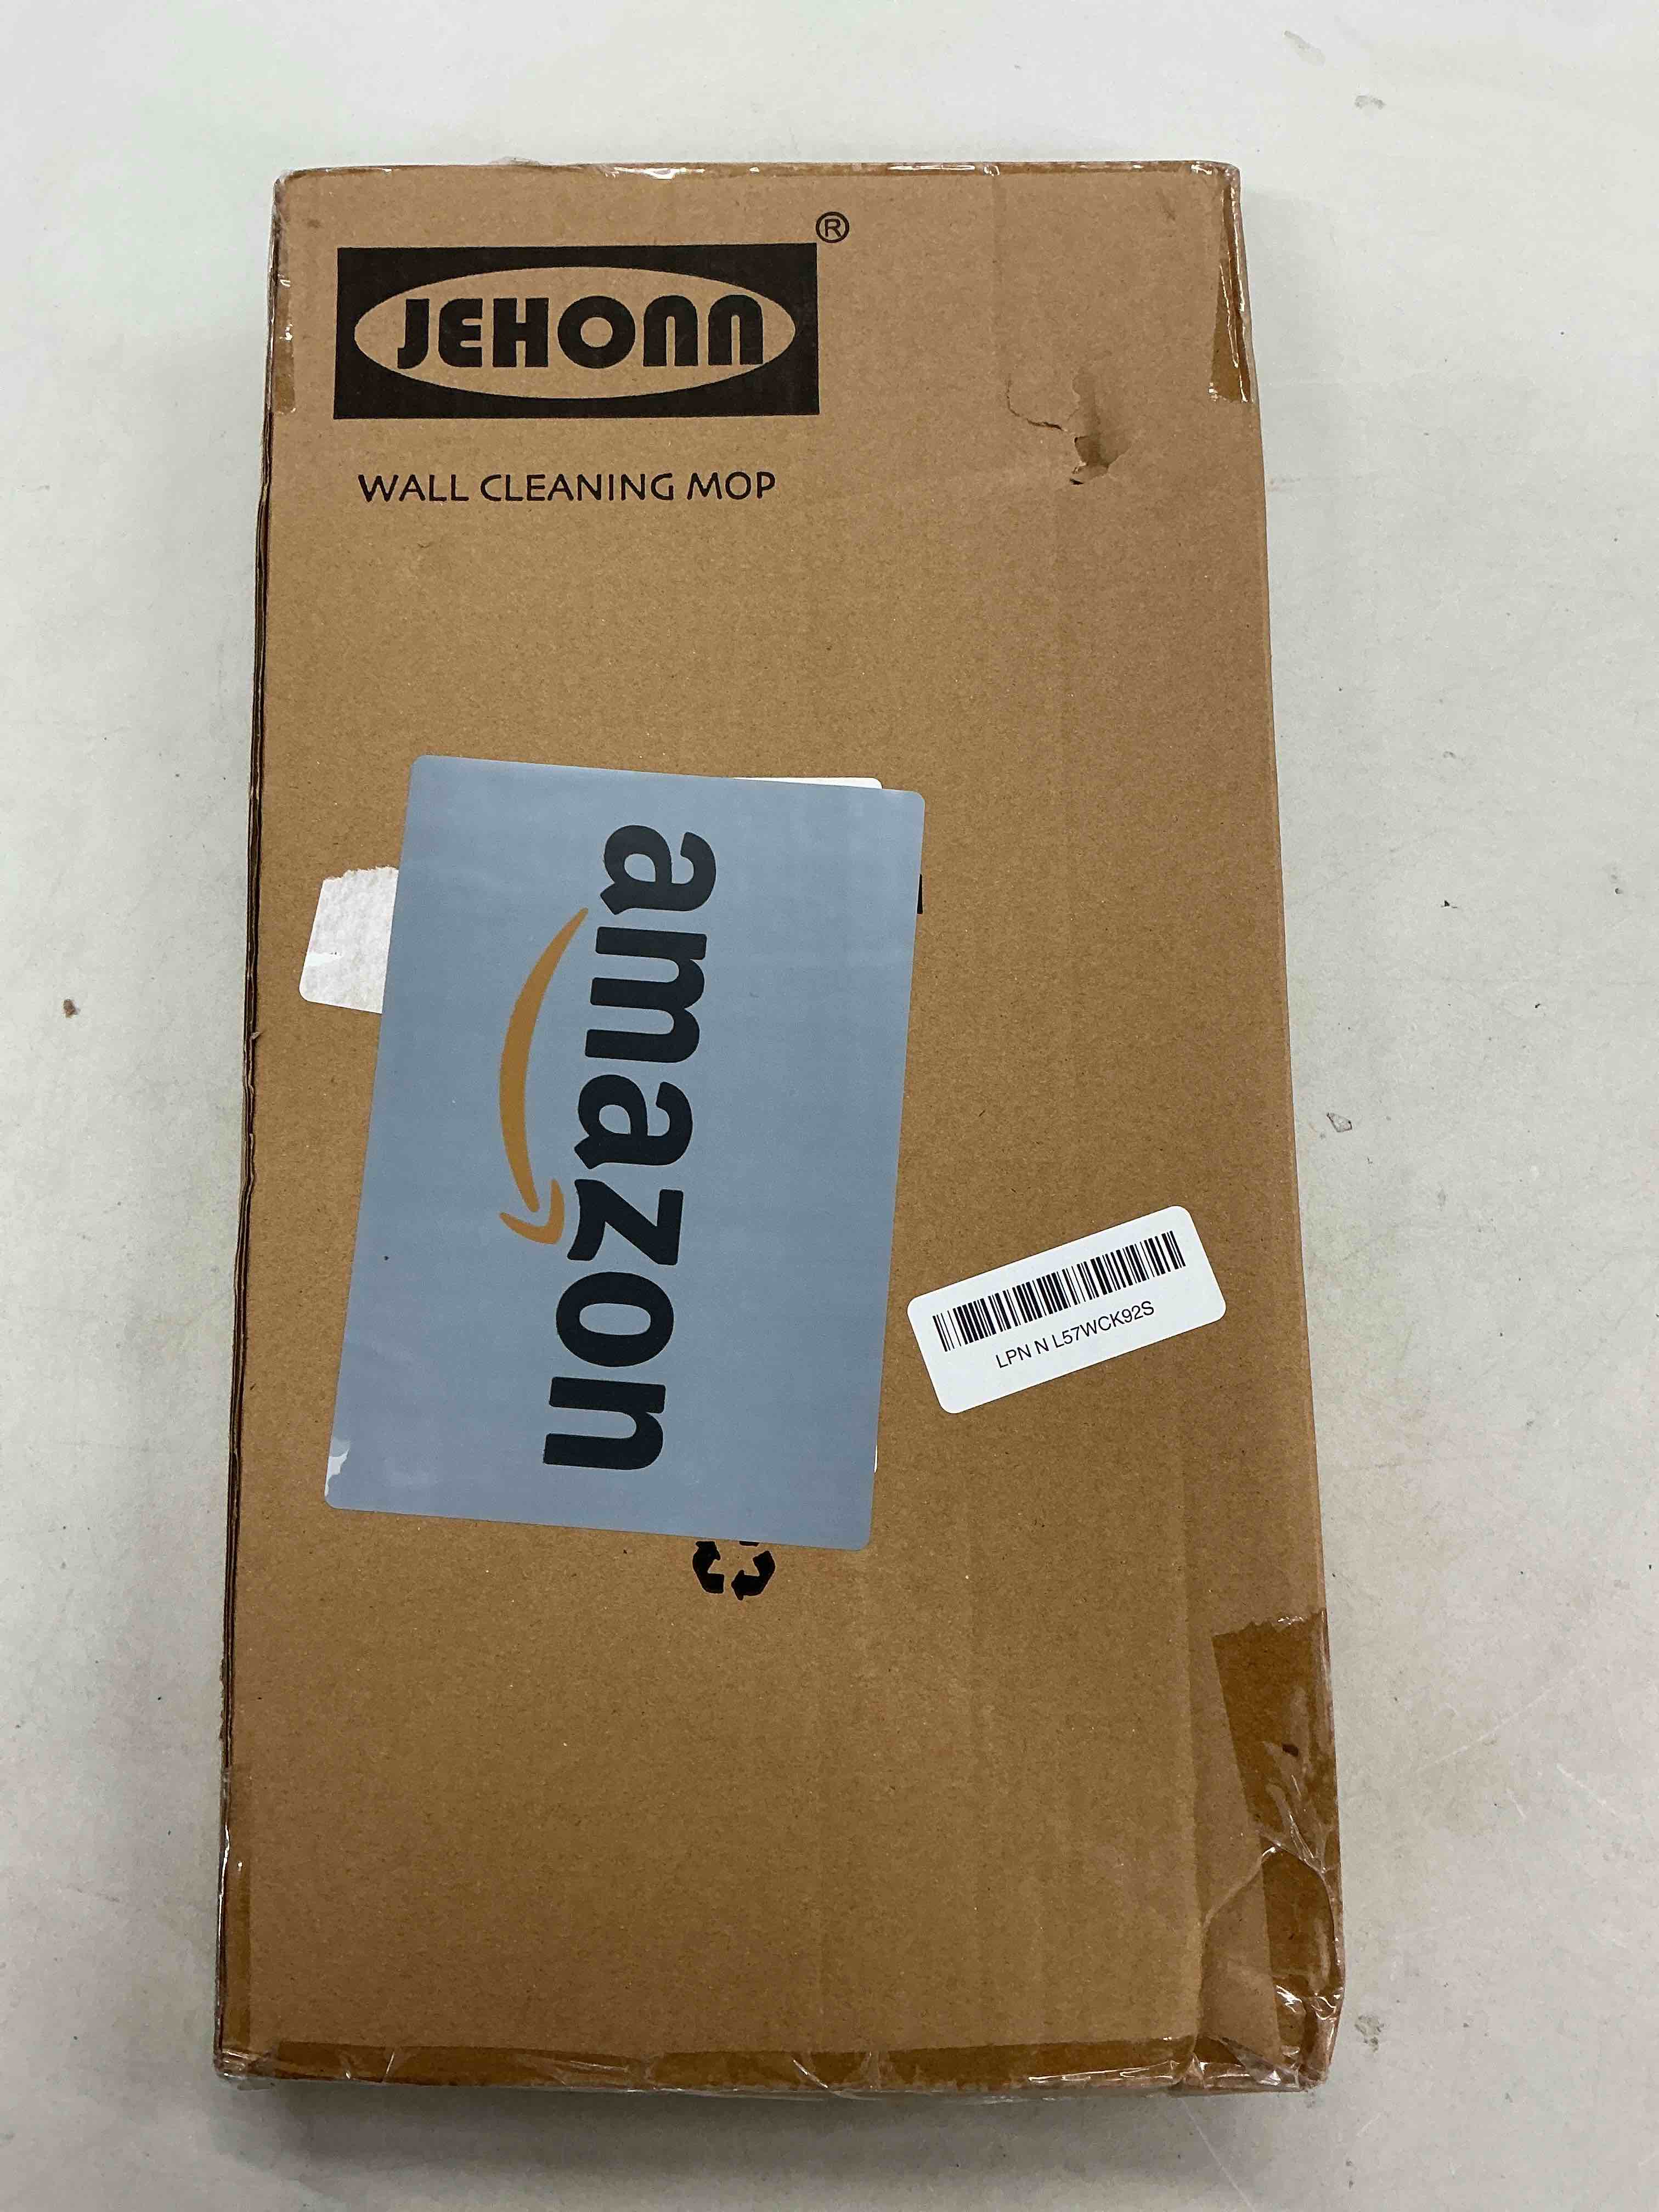 JEHONN
®
WALL CLEANING MOP
amazon
LPN N L57WCK92S